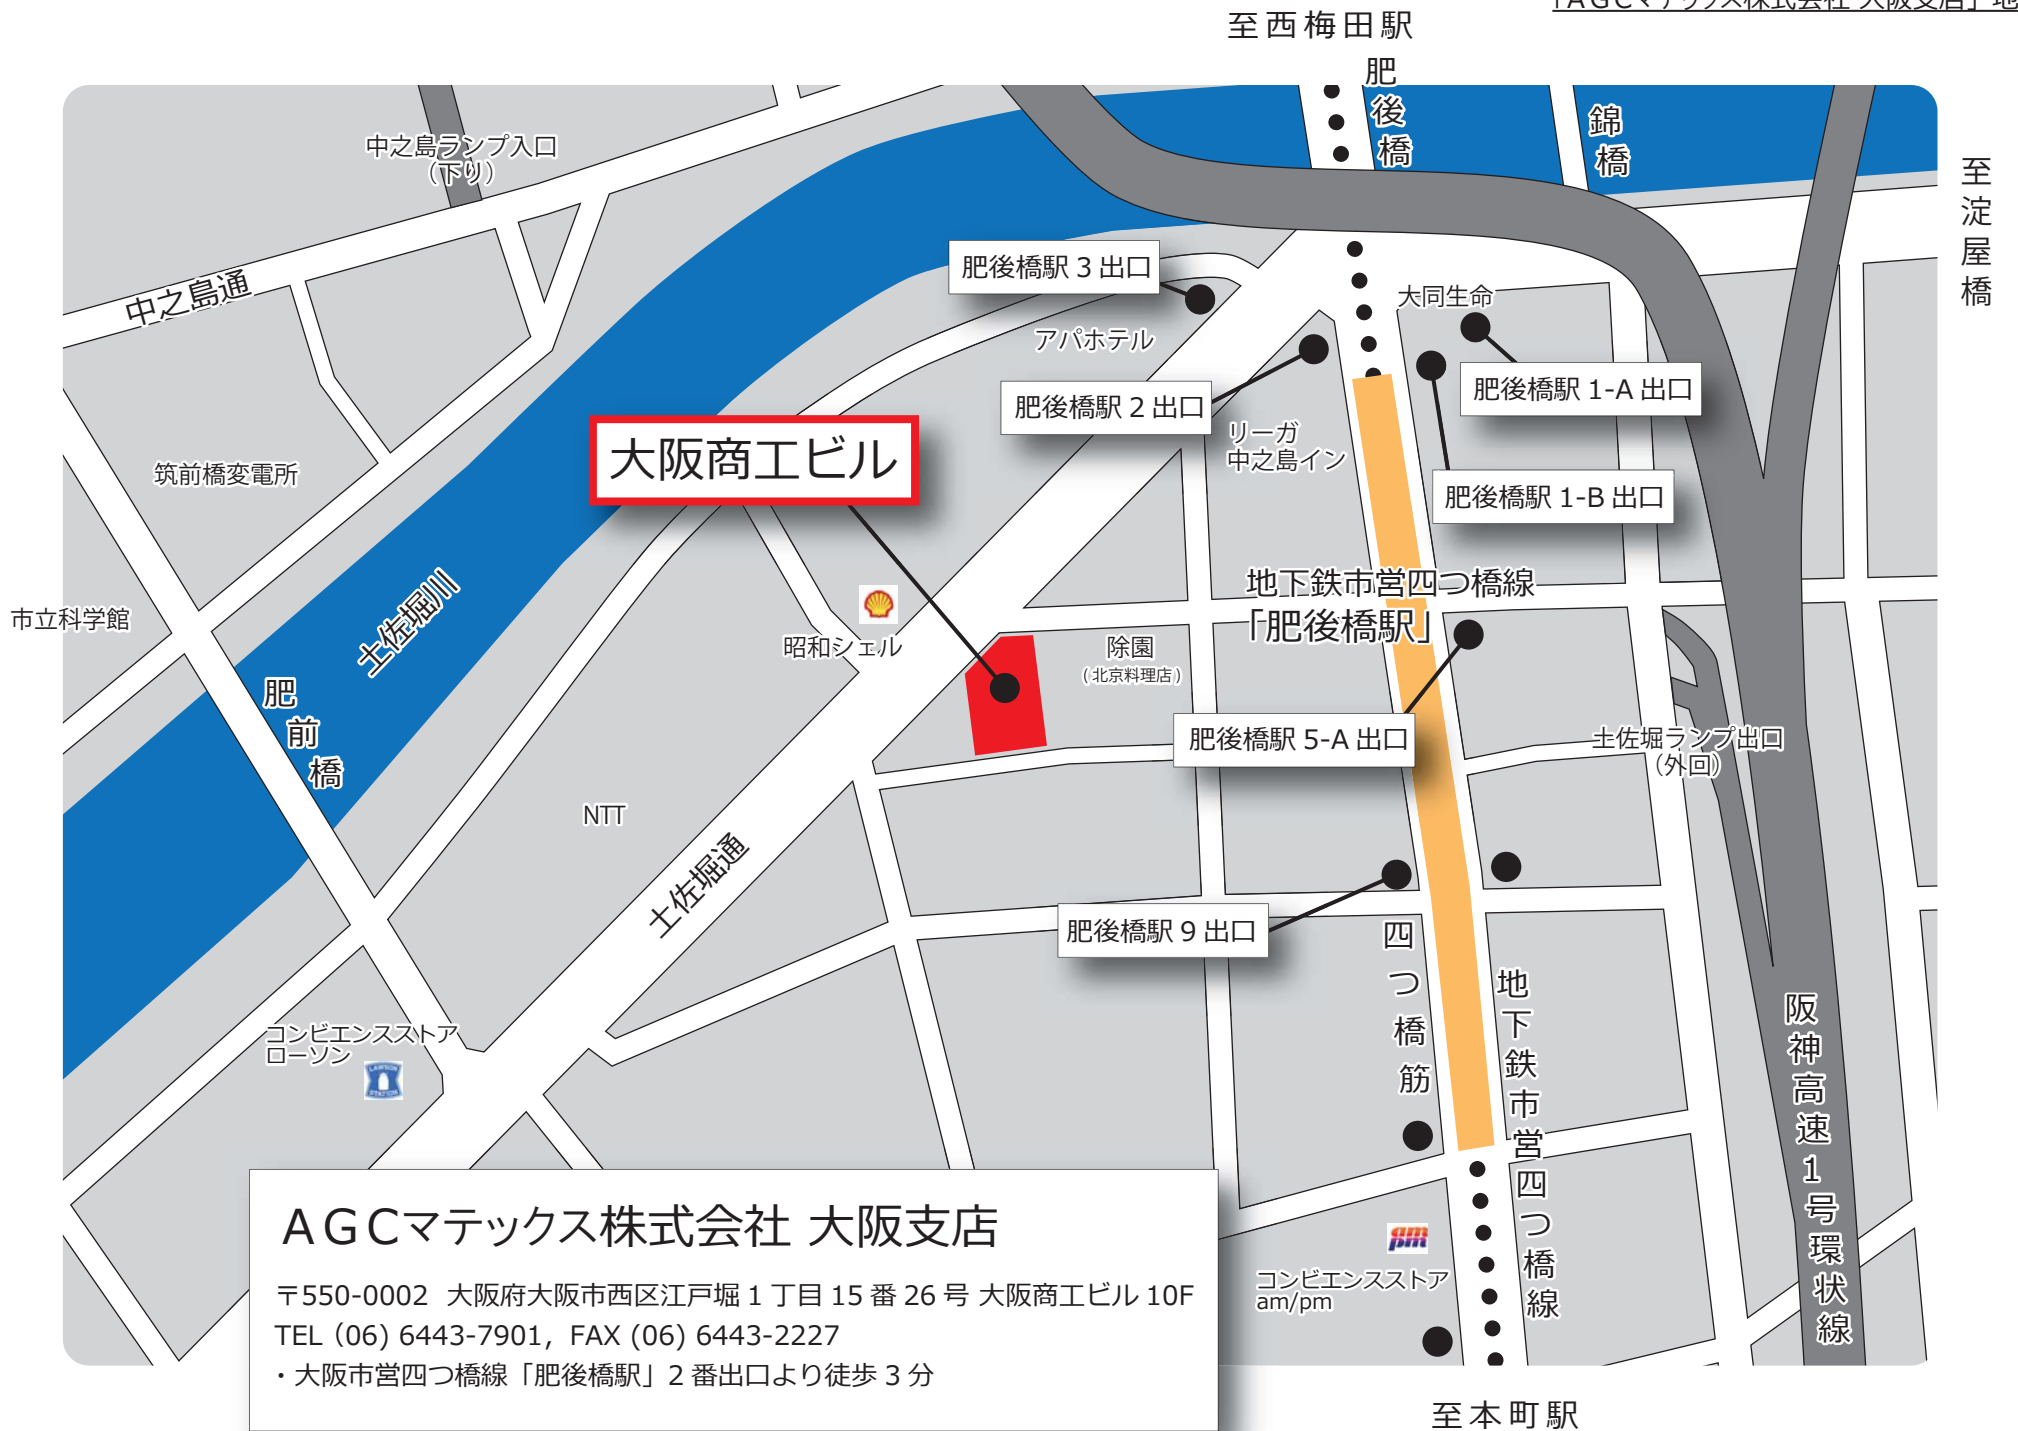 「AGCマテックス株式会社 大阪支店」地
至西梅田駅
肥後橋
錦橋
至淀屋橋
中之島ランプ入口
（下り）
中之島通
肥後橋駅 3 出口
アパホテル
大同生命
肥後橋駅 1-A 出口
肥後橋駅 2 出口
リーガ
中之島イン
肥後橋駅 1-B 出口
大阪商工ビル
筑前橋変電所
土佐堀川
市立科学館
昭和シェル
地下鉄市営四つ橋線
「肥後橋駅」
除園
（北京料理店）
肥前橋
肥後橋駅 5-A 出口
土佐堀ランプ出口
（外回）
NTT
土佐堀通
肥後橋駅 9 出口
四つ橋筋
地下鉄市営四つ橋線
阪神高速1号環状線
コンビエンスストア
ローソン
LAWSON
STATION
am
pm
コンビエンスストア
am/pm
AGCマテックス株式会社 大阪支店
〒550-0002 大阪府大阪市西区江戸堀 1 丁目 15 番 26 号 大阪商工ビル 10F
TEL (06) 6443-7901, FAX (06) 6443-2227
・大阪市営四つ橋線「肥後橋駅」2 番出口より徒歩 3 分
至本町駅